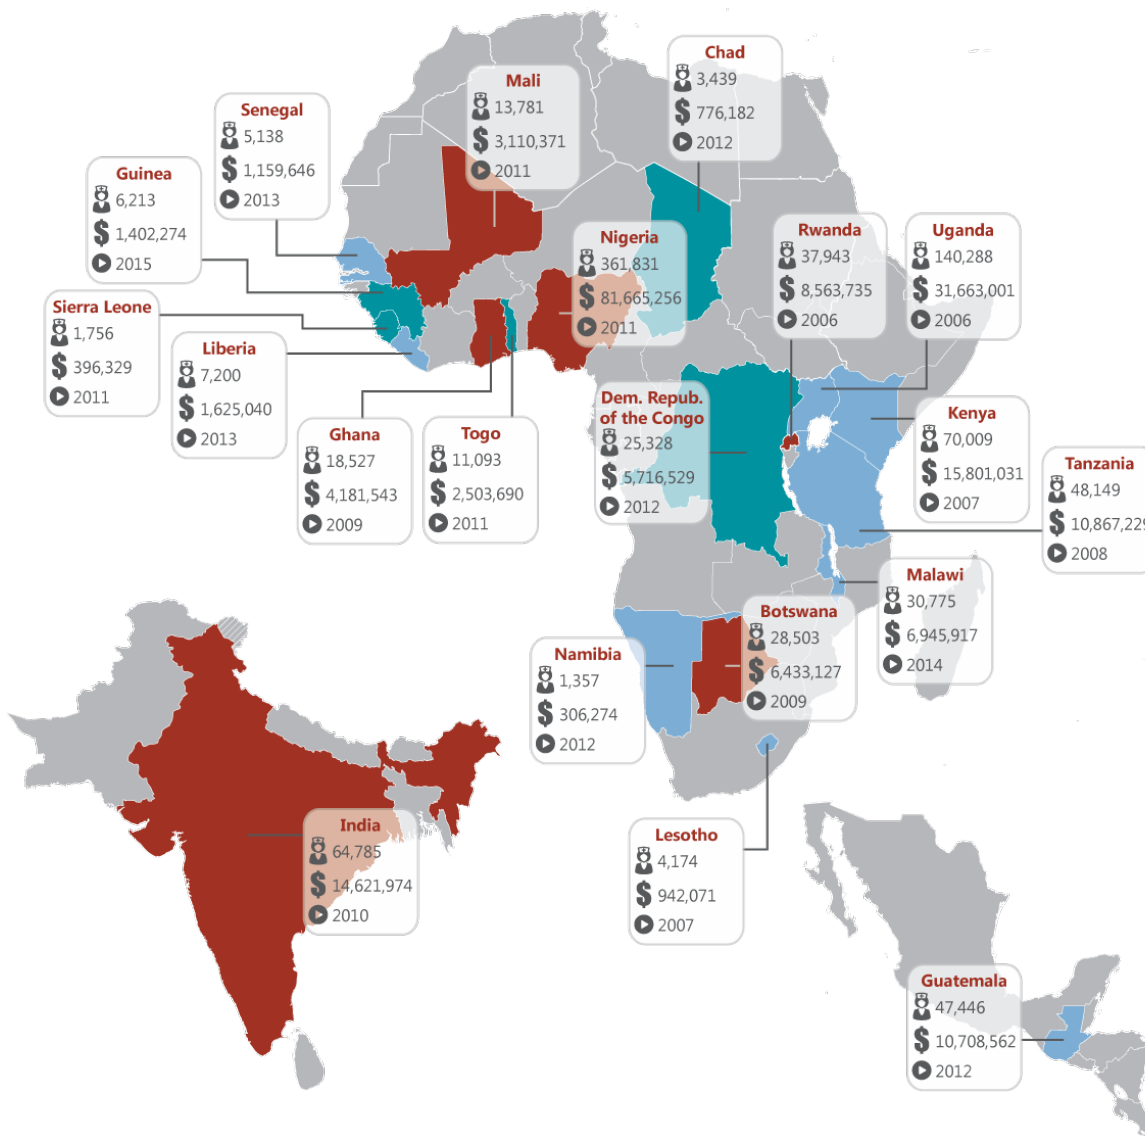 Chad
3,439
$ 776,182
2012
Mali
13,781
$ 3,110,371
2011
Senegal
5,138
$ 1,159,646
2013
Guinea
6,213
$ 1,402,274
2015
Nigeria
361,831
$ 81,665,256
2011
Rwanda
37,943
$ 8,563,735
2006
Uganda
140,288
$ 31,663,001
2006
Sierra Leone
1,756
$ 396,329
2011
Liberia
7,200
$ 1,625,040
2013
Ghana
18,527
$ 4,181,543
2009
Togo
11,093
$ 2,503,690
2011
Dem. Repub.
of the Congo
25,328
$ 5,716,529
2012
Kenya
70,009
$ 15,801,031
2007
Tanzania
48,149
$ 10,867,229
2008
Malawi
30,775
$ 6,945,917
2014
Botswana
28,503
$ 6,433,127
2009
Namibia
1,357
$ 306,274
2012
India
64,785
$ 14,621,974
2010
Lesotho
4,174
$ 942,071
2007
Guatemala
47,446
$ 10,708,562
2012